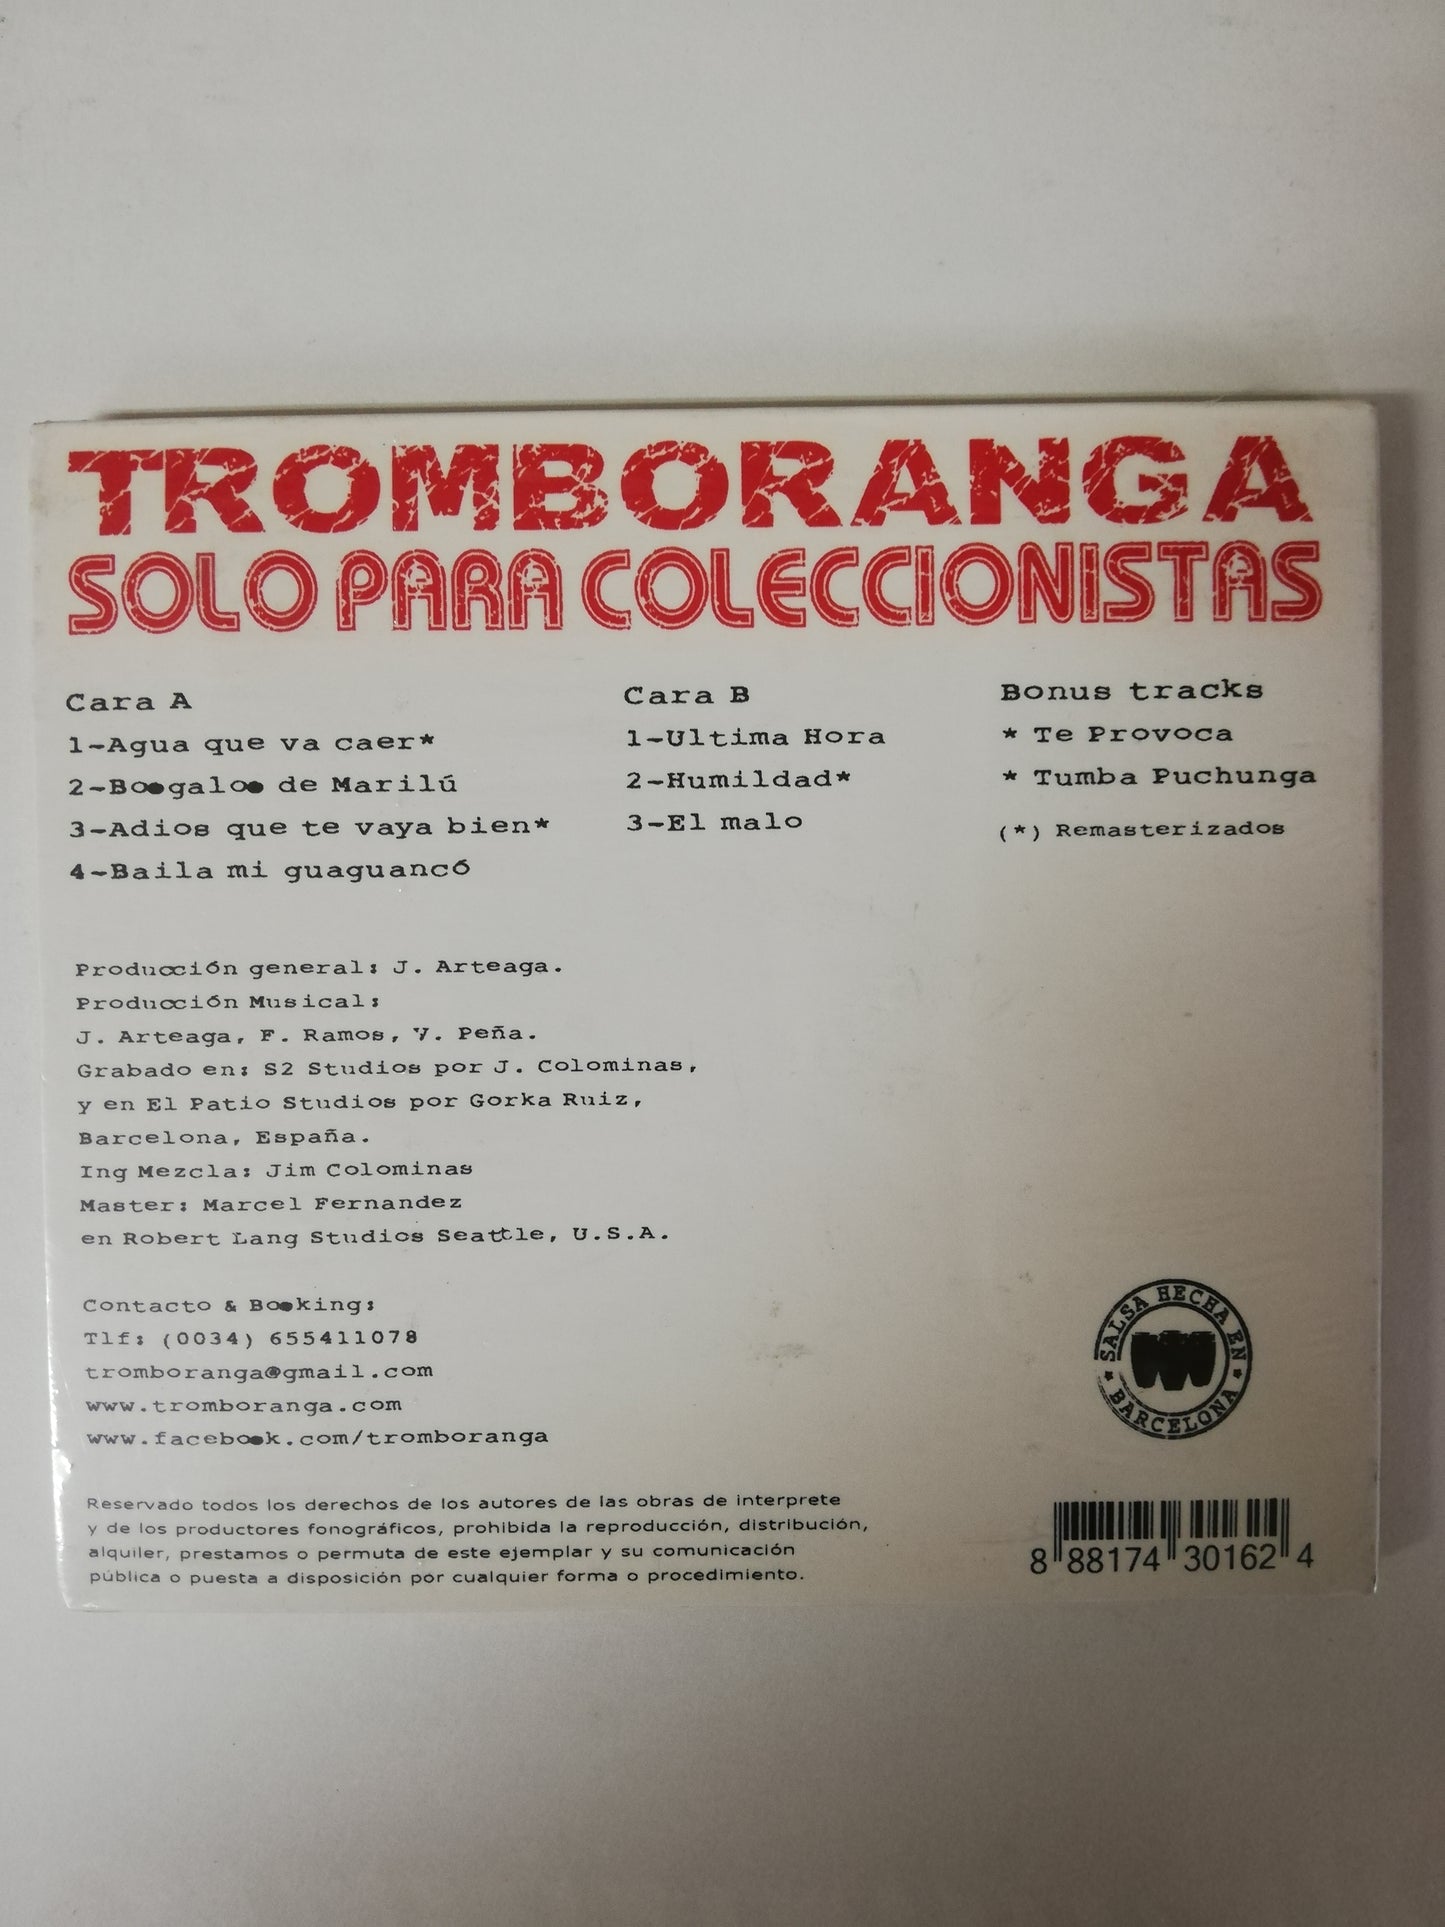 TROMBORANGA
SOLO PARA COLECCIONISTAS
Cara A
1-Agua que va caer*
2-Boogaloo de Marilú
3-Adios que te vaya bien*
4-Baila mi guaguancó
Cara B
1-Ultima Hora
2-Humildad*
3-El malo
Bonus tracks
* Te Provoca
* Tumba Puchunga
(*) Remasterizados
Producción general: J. Arteaga.
Producción Musical:
J. Arteaga, F. Ramos, V. Peña.
Grabado en: S2 Studios por J. Colominas,
y en El Patio Studios por Gorka Ruiz,
Barcelona, España.
Ing Mezcla: Jim Colominas
Master: Marcel Fernandez
en Robert Lang Studios Seattle, U.S.A.
Contacto & Booking:
Tlf: (0034) 655411078
tromboranga@gmail.com
www.tromboranga.com
www.facebook.com/tromboranga
SALSA HECHA EN
* BARCELONA *
Reservado todos los derechos de los autores de las obras de interprete
y de los productores fonográficos, prohibida la reproducción, distribución,
alquiler, prestamos o permuta de este ejemplar y su comunicación
pública o puesta a disposición por cualquier forma o procedimiento.
8 88174 30162 4